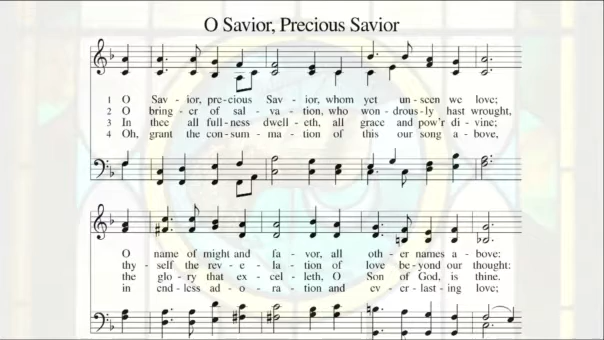 O Savior, Precious Savior
1 O Sav - ior, pre - cious Sav - ior, whom yet un - seen we love;
2 O bring - er of sal - va - tion, who won - drous - ly hast wrought,
3 In thee all full - ness dwell - eth, all grace and pow'r di - vine;
4 Oh, grant the con - sum - ma - tion of this our song a - bove,
O name of might and fa - vor, all oth - er names a - bove:
thy - self the rev - e - la - tion of love be - yond our thought:
the glo - ry that ex - cel - leth, O Son of God, is thine.
in end - less ad - o - ra - tion and ev - er - last - ing love;